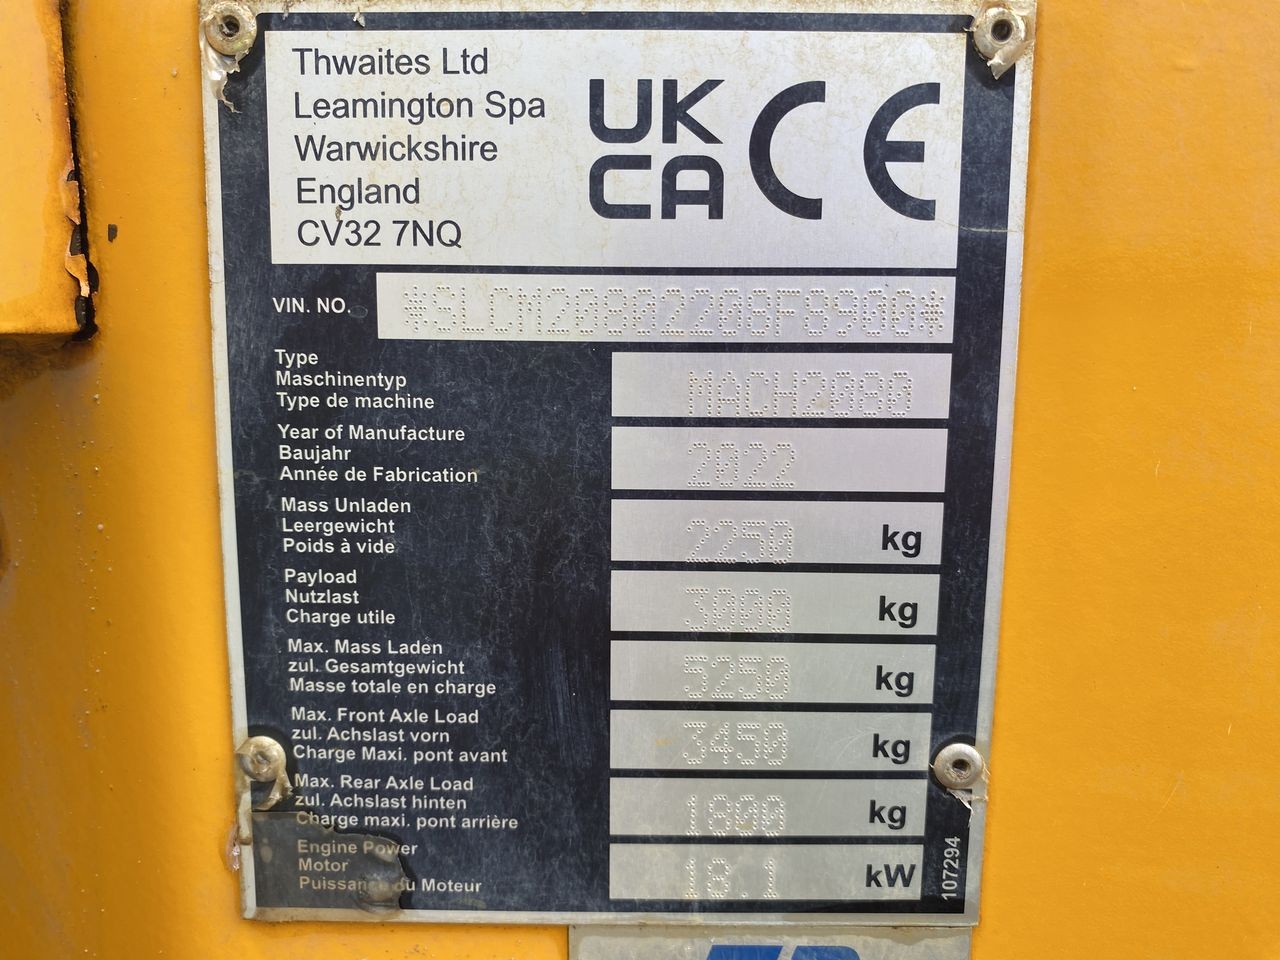 Thwaites Ltd
Leamington Spa
Warwickshire
England
CV32 7NQ
UK
CA
CE
VIN. NO. *SLCM20802208F8900*
Type
Maschinentyp
Type de machine
MACH2080
Year of Manufacture
Baujahr
Année de Fabrication
2022
Mass Unladen
Leergewicht
Poids à vide
2250 kg
Payload
Nutzlast
Charge utile
3000 kg
Max. Mass Laden
zul. Gesamtgewicht
Masse totale en charge
5250 kg
Max. Front Axle Load
zul. Achslast vorn
Charge Maxi. pont avant
3450 kg
Max. Rear Axle Load
zul. Achslast hinten
Charge maxi. pont arrière
1800 kg
Engine Power
Motor
Puissance du Moteur
18.1 kW
107294